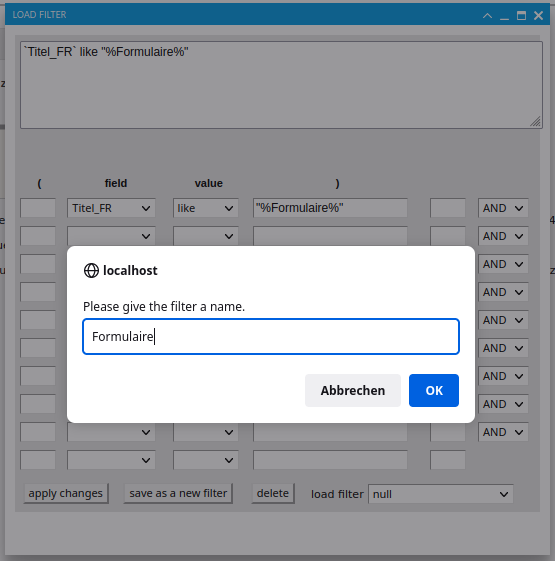 LOAD FILTER
`Titel_FR` like "%Formulaire%"
( field value )
Titel_FR like "%Formulaire%" AND
AND
AND
AND
AND
AND
AND
AND
AND
localhost
Please give the filter a name.
Formulaire
Abbrechen OK
apply changes save as a new filter delete load filter null